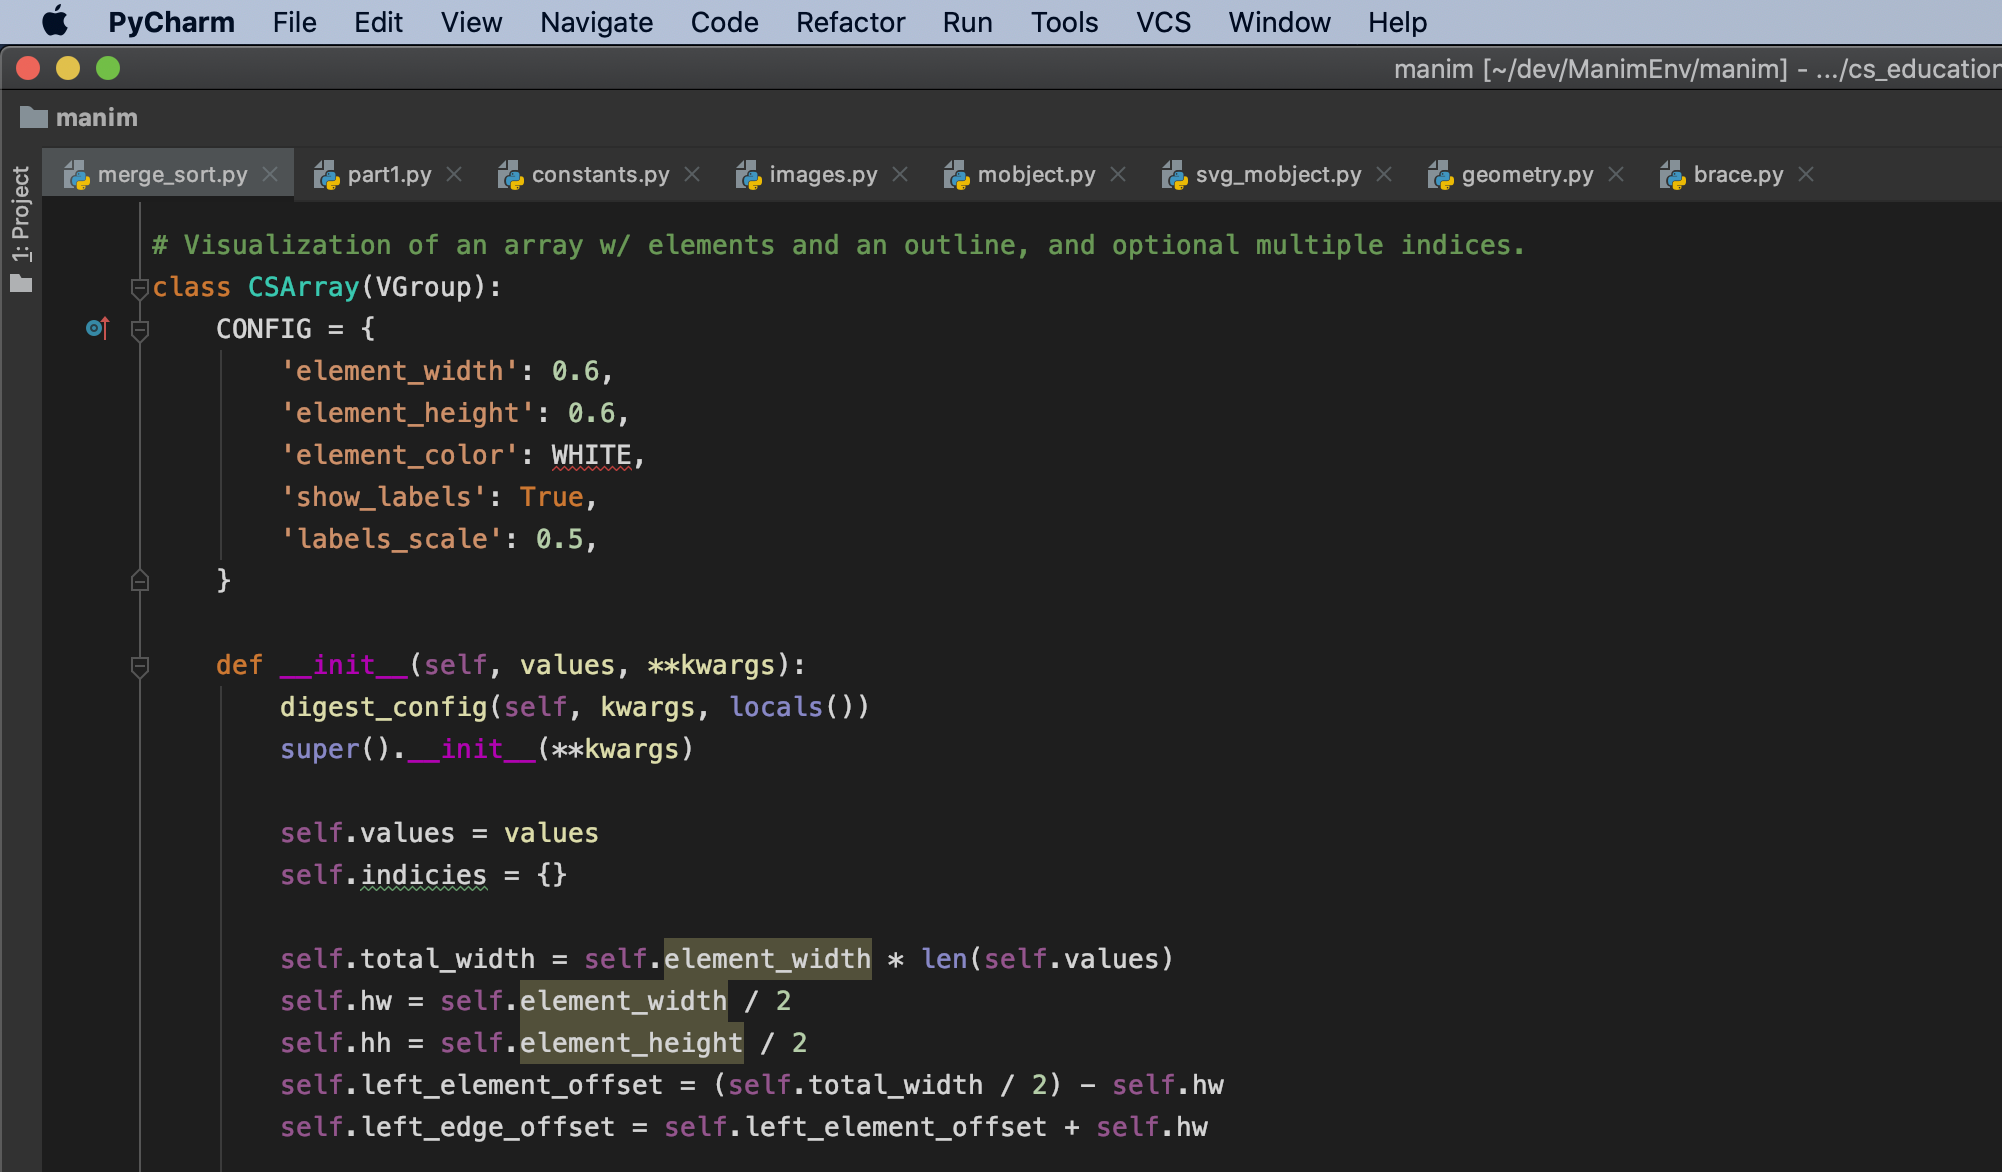 PyCharm File Edit View Navigate Code Refactor Run Tools VCS Window Help
manim [~/dev/ManimEnv/manim] - .../cs_education
manim
merge_sort.py part1.py constants.py images.py mobject.py svg_mobject.py geometry.py brace.py
1: Project
# Visualization of an array w/ elements and an outline, and optional multiple indices.
class CSArray(VGroup):
    CONFIG = {
        'element_width': 0.6,
        'element_height': 0.6,
        'element_color': WHITE,
        'show_labels': True,
        'labels_scale': 0.5,
    }
    def __init__(self, values, **kwargs):
        digest_config(self, kwargs, locals())
        super().__init__(**kwargs)
        self.values = values
        self.indicies = {}
        self.total_width = self.element_width * len(self.values)
        self.hw = self.element_width / 2
        self.hh = self.element_height / 2
        self.left_element_offset = (self.total_width / 2) - self.hw
        self.left_edge_offset = self.left_element_offset + self.hw